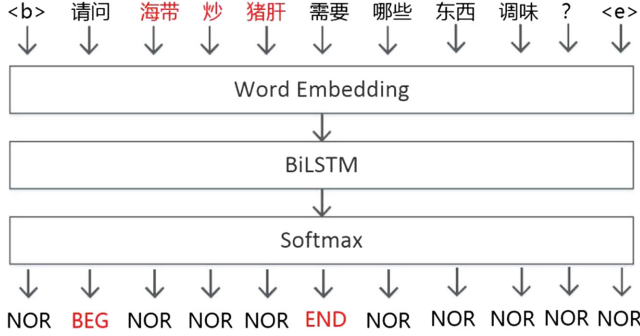 <b> 请问 海带 炒 猪肝 需要 哪些 东西 调味 ? <e>
Word Embedding
BiLSTM
Softmax
NOR BEG NOR NOR NOR END NOR NOR NOR NOR NOR